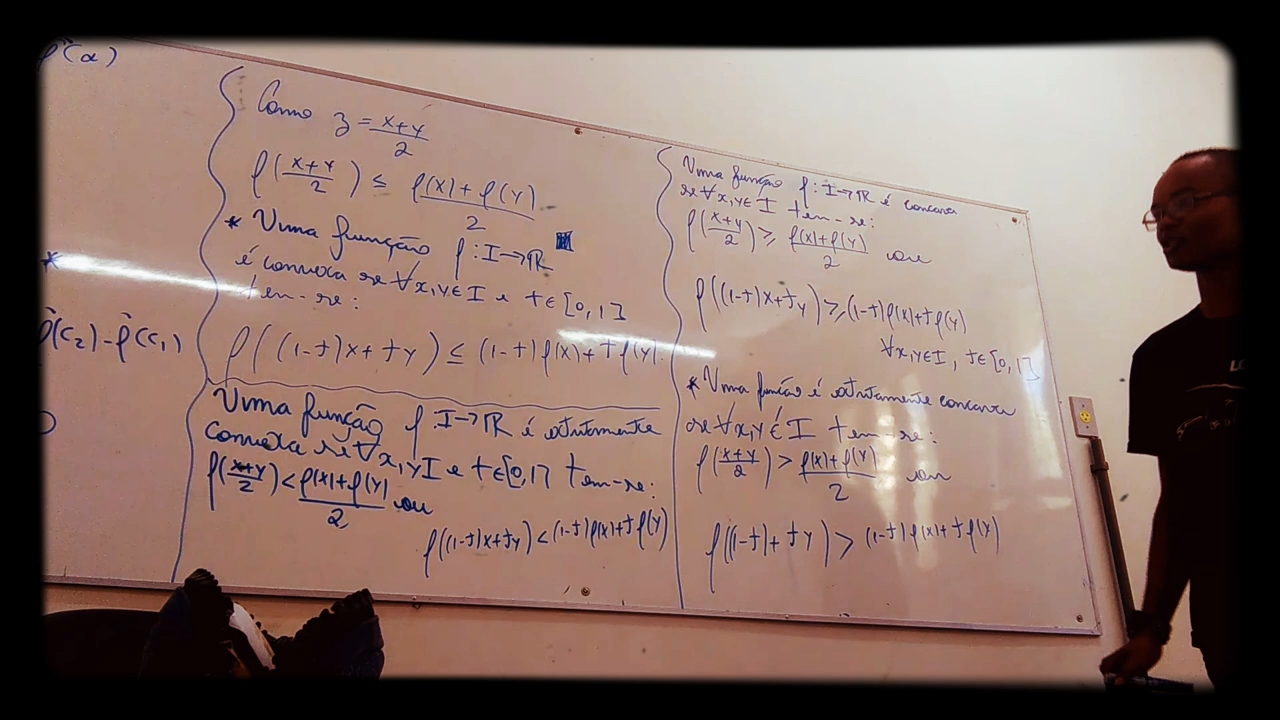 f'(α)
*
f'(c₂)-f'(c₁)
Como z = (x+y)/2
f((x+y)/2) ≤ (f(x)+f(y))/2
* Uma função f: I→ℝ
é convexa se ∀x,y∈I e t∈[0,1]
tem-se:
f((1-t)x+ty) ≤ (1-t)f(x)+tf(y).
Uma função f: I→ℝ é estritamente
convexa se ∀x,yI e t∈[0,1] tem-se:
f((x+y)/2) < (f(x)+f(y))/2 ou
f((1-t)x+ty) < (1-t)f(x)+tf(y)
Uma função f: I→ℝ é concava
se ∀x,y∈I tem-se:
f((x+y)/2) ≥ (f(x)+f(y))/2 ou
f((1-t)x+ty) ≥ (1-t)f(x)+tf(y)
∀x,y∈I, t∈[0,1]
* Uma função é estritamente concava
se ∀x,y∈I tem-se:
f((x+y)/2) > (f(x)+f(y))/2 ou
f((1-t)+ty) > (1-t)f(x)+tf(y)